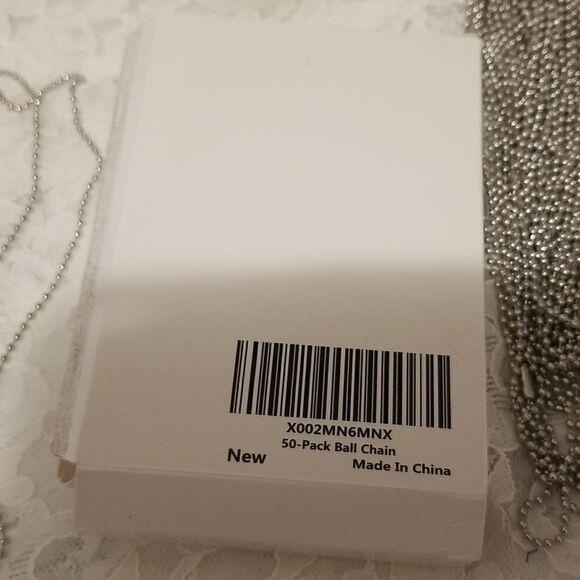 X002MN6MNX
50-Pack Ball Chain
New
Made In China